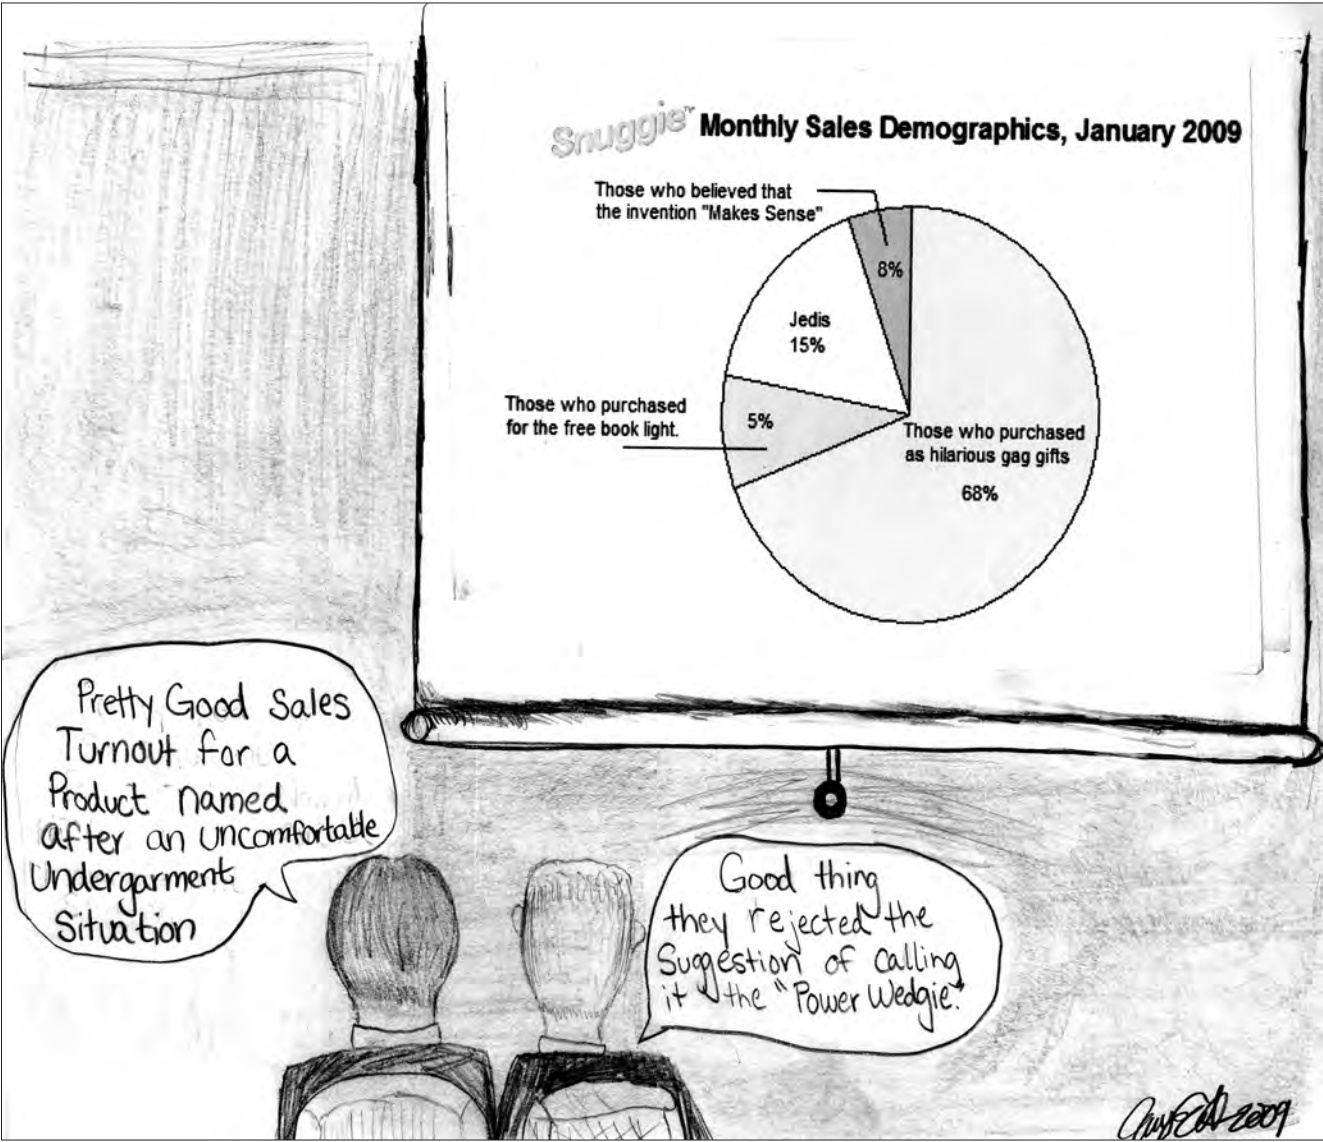 Snuggie™ Monthly Sales Demographics, January 2009
Those who believed that
the invention "Makes Sense"
8%
Jedis
15%
Those who purchased
for the free book light.
5%
Those who purchased
as hilarious gag gifts
68%
Pretty Good Sales
Turnout for a
Product named
after an uncomfortable
Undergarment
Situation
Good thing
they rejected the
Suggestion of calling
it the "Power Wedgie."
2009